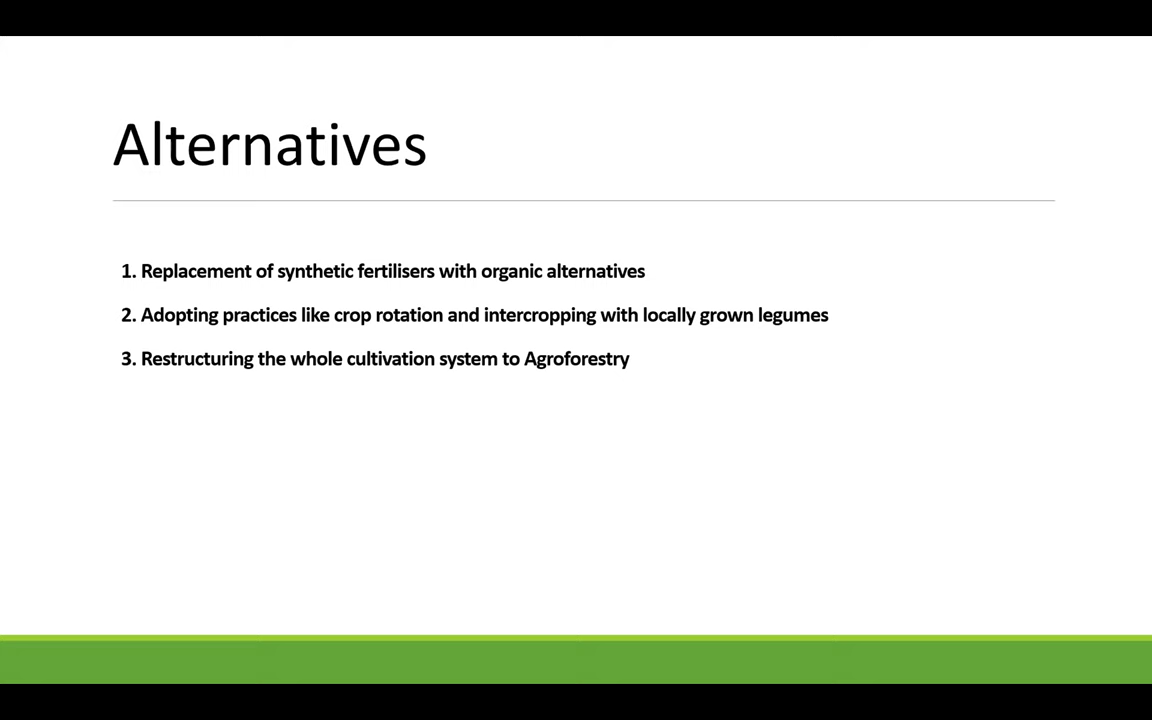 Alternatives
1. Replacement of synthetic fertilisers with organic alternatives
2. Adopting practices like crop rotation and intercropping with locally grown legumes
3. Restructuring the whole cultivation system to Agroforestry